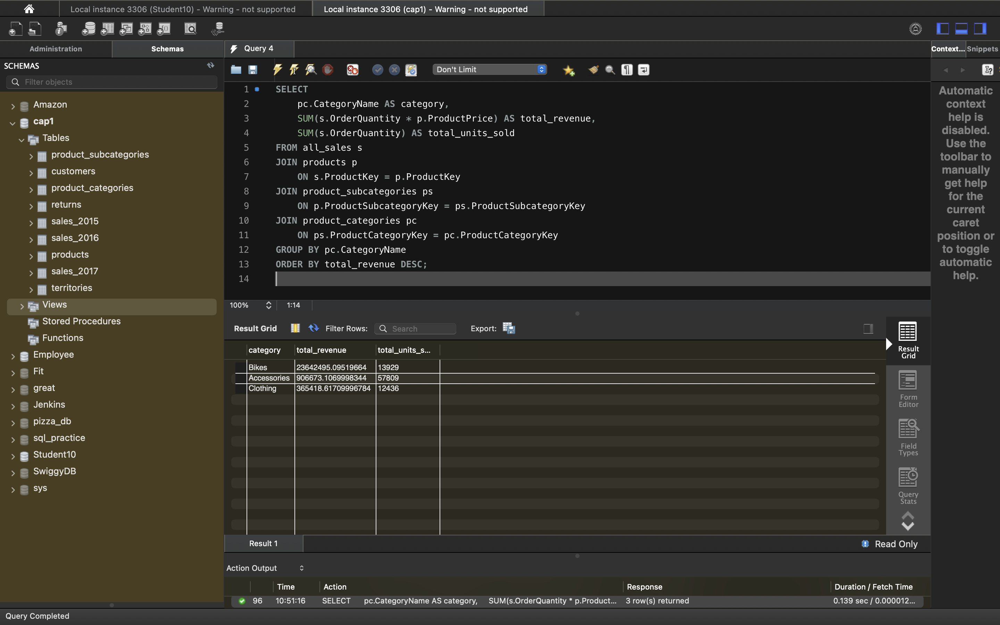 Local instance 3306 (Student10) - Warning - not supported
Local instance 3306 (cap1) - Warning - not supported
Administration
Schemas
Query 4
Context...
Snippets
SCHEMAS
Filter objects
Amazon
cap1
Tables
product_subcategories
customers
product_categories
returns
sales_2015
sales_2016
products
sales_2017
territories
Views
Stored Procedures
Functions
Employee
Fit
great
Jenkins
pizza_db
sql_practice
Student10
SwiggyDB
sys
Don't Limit
1 SELECT
2 pc.CategoryName AS category,
3 SUM(s.OrderQuantity * p.ProductPrice) AS total_revenue,
4 SUM(s.OrderQuantity) AS total_units_sold
5 FROM all_sales s
6 JOIN products p
7 ON s.ProductKey = p.ProductKey
8 JOIN product_subcategories ps
9 ON p.ProductSubcategoryKey = ps.ProductSubcategoryKey
10 JOIN product_categories pc
11 ON ps.ProductCategoryKey = pc.ProductCategoryKey
12 GROUP BY pc.CategoryName
13 ORDER BY total_revenue DESC;
14
100% 1:14
Automatic
context
help is
disabled.
Use the
toolbar to
manually
get help
for the
current
caret
position or
to toggle
automatic
help.
Result Grid Filter Rows: Search Export:
category total_revenue total_units_s...
Bikes 23642495.09519664 13929
Accessories 906673.1069998344 57809
Clothing 365418.61709996784 12436
Result
Grid
Form
Editor
Field
Types
Query
Stats
Result 1
Read Only
Action Output
Time Action Response Duration / Fetch Time
96 10:51:16 SELECT pc.CategoryName AS category, SUM(s.OrderQuantity * p.Product... 3 row(s) returned 0.139 sec / 0.000012...
Query Completed